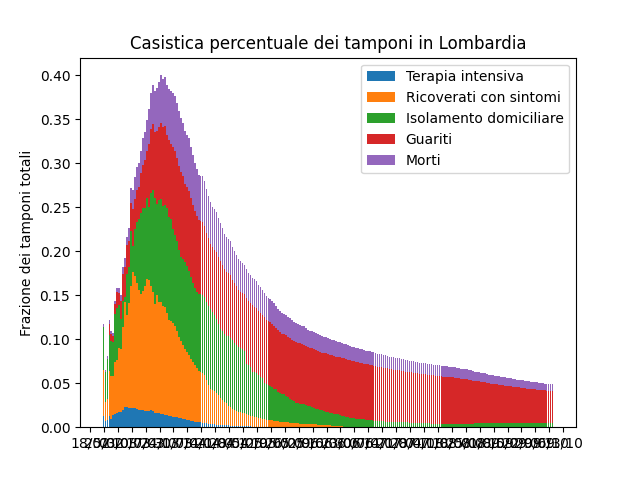 Casistica percentuale dei tamponi in Lombardia
0.40
0.35
0.30
0.25
0.20
0.15
0.10
0.05
0.00
Frazione dei tamponi totali
Terapia intensiva
Ricoverati con sintomi
Isolamento domiciliare
Guariti
Morti